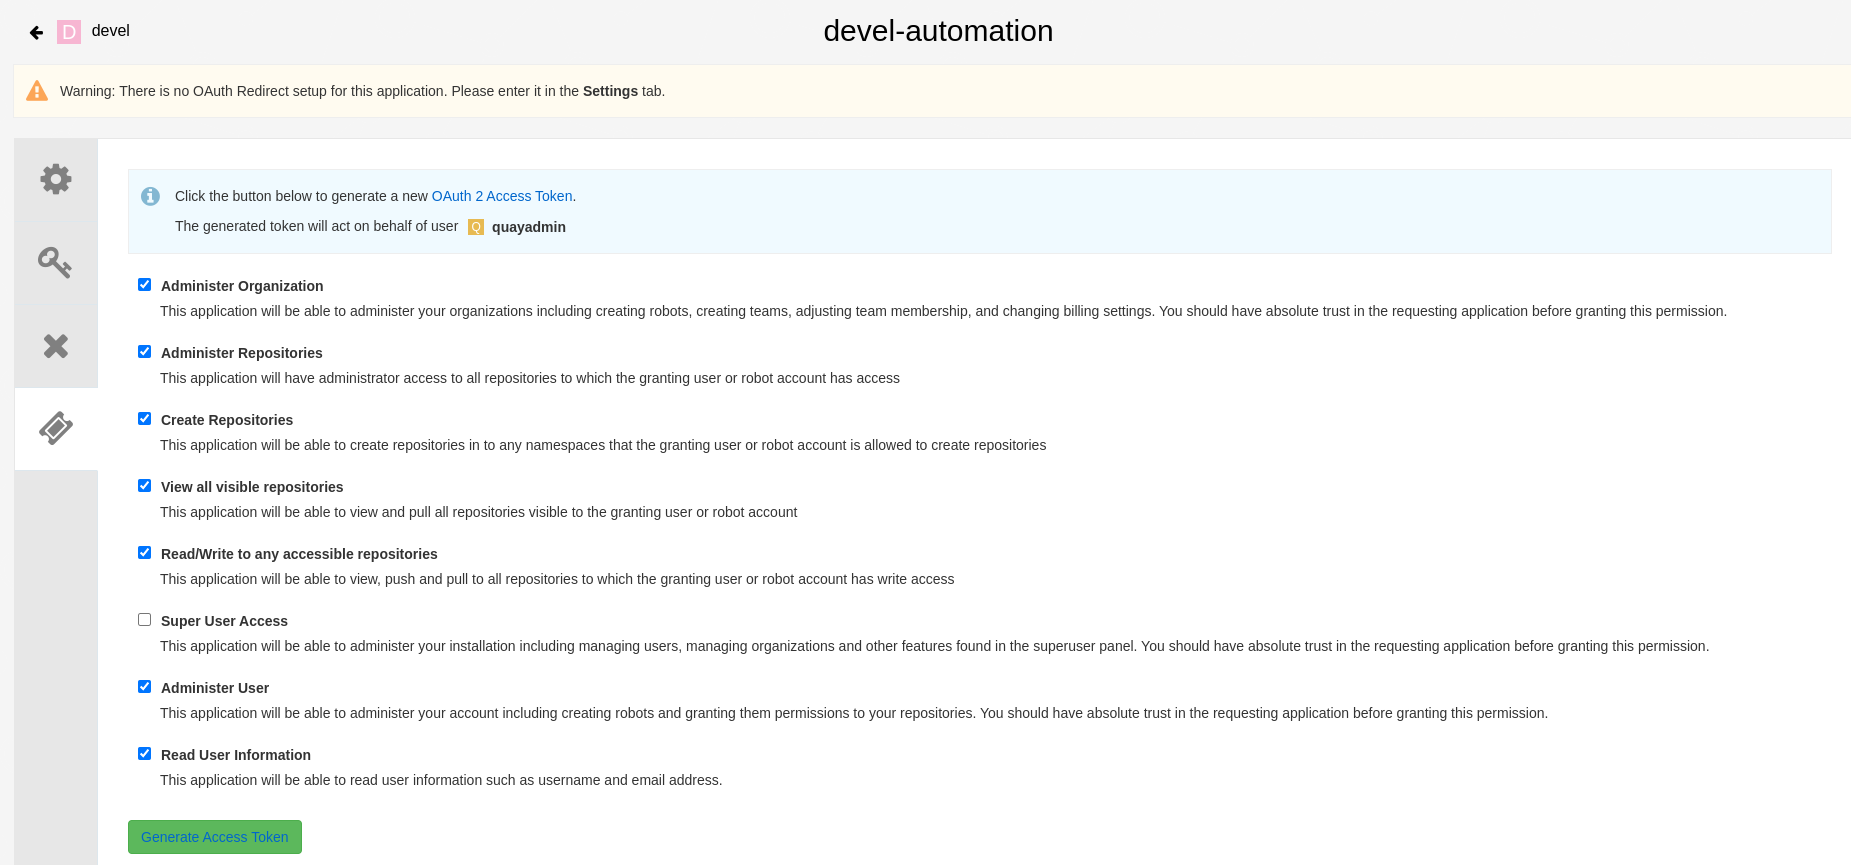 D devel
devel-automation
Warning: There is no OAuth Redirect setup for this application. Please enter it in the Settings tab.
Click the button below to generate a new OAuth 2 Access Token.
The generated token will act on behalf of user Q quayadmin
Administer Organization
This application will be able to administer your organizations including creating robots, creating teams, adjusting team membership, and changing billing settings. You should have absolute trust in the requesting application before granting this permission.
Administer Repositories
This application will have administrator access to all repositories to which the granting user or robot account has access
Create Repositories
This application will be able to create repositories in to any namespaces that the granting user or robot account is allowed to create repositories
View all visible repositories
This application will be able to view and pull all repositories visible to the granting user or robot account
Read/Write to any accessible repositories
This application will be able to view, push and pull to all repositories to which the granting user or robot account has write access
Super User Access
This application will be able to administer your installation including managing users, managing organizations and other features found in the superuser panel. You should have absolute trust in the requesting application before granting this permission.
Administer User
This application will be able to administer your account including creating robots and granting them permissions to your repositories. You should have absolute trust in the requesting application before granting this permission.
Read User Information
This application will be able to read user information such as username and email address.
Generate Access Token